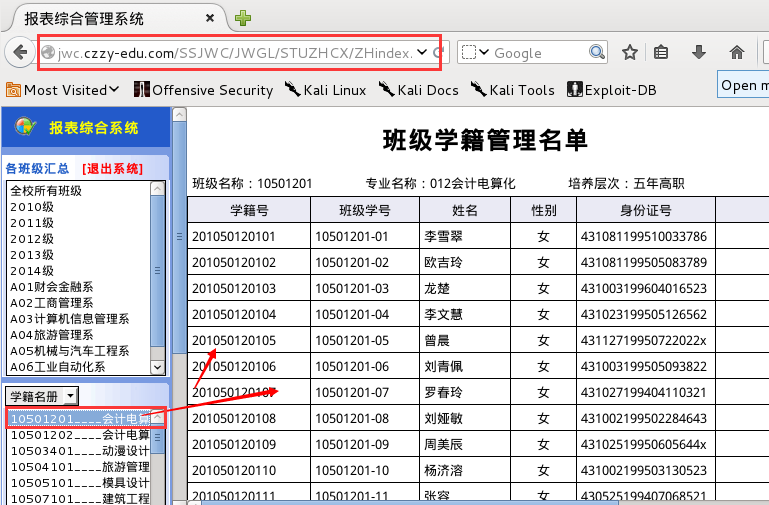 报表综合管理系统
jwc.czzy-edu.com/SSJWC/JWGL/STUZHCX/ZHindex.
Google
Most Visited
Offensive Security
Kali Linux
Kali Docs
Kali Tools
Exploit-DB
Open m
报表综合系统
各班级汇总 [退出系统]
全校所有班级
2010级
2011级
2012级
2013级
2014级
A01财会金融系
A02工商管理系
A03计算机信息管理系
A04旅游管理系
A05机械与汽车工程系
A06工业自动化系
学籍名册
10501201____会计电算
10501202____会计电算
10503401____动漫设计
10504101____旅游管理
10505101____模具设计
10507101____建筑工程
班级学籍管理名单
班级名称：10501201 专业名称：012会计电算化 培养层次：五年高职
学籍号 班级学号 姓名 性别 身份证号
201050120101 10501201-01 李雪翠 女 431081199510033786
201050120102 10501201-02 欧吉玲 女 431081199505083789
201050120103 10501201-03 龙楚 女 431003199604016523
201050120104 10501201-04 李文慧 女 431023199505126562
201050120105 10501201-05 曾晨 女 43112719950722022x
201050120106 10501201-06 刘青佩 女 431003199505093822
201050120107 10501201-07 罗春玲 女 431027199404110321
201050120108 10501201-08 刘娅敏 女 431002199502284643
201050120109 10501201-09 周美辰 女 43102519950605644x
201050120110 10501201-10 杨济溶 女 431002199503130523
201050120111 10501201-11 张容 女 430525199407068521